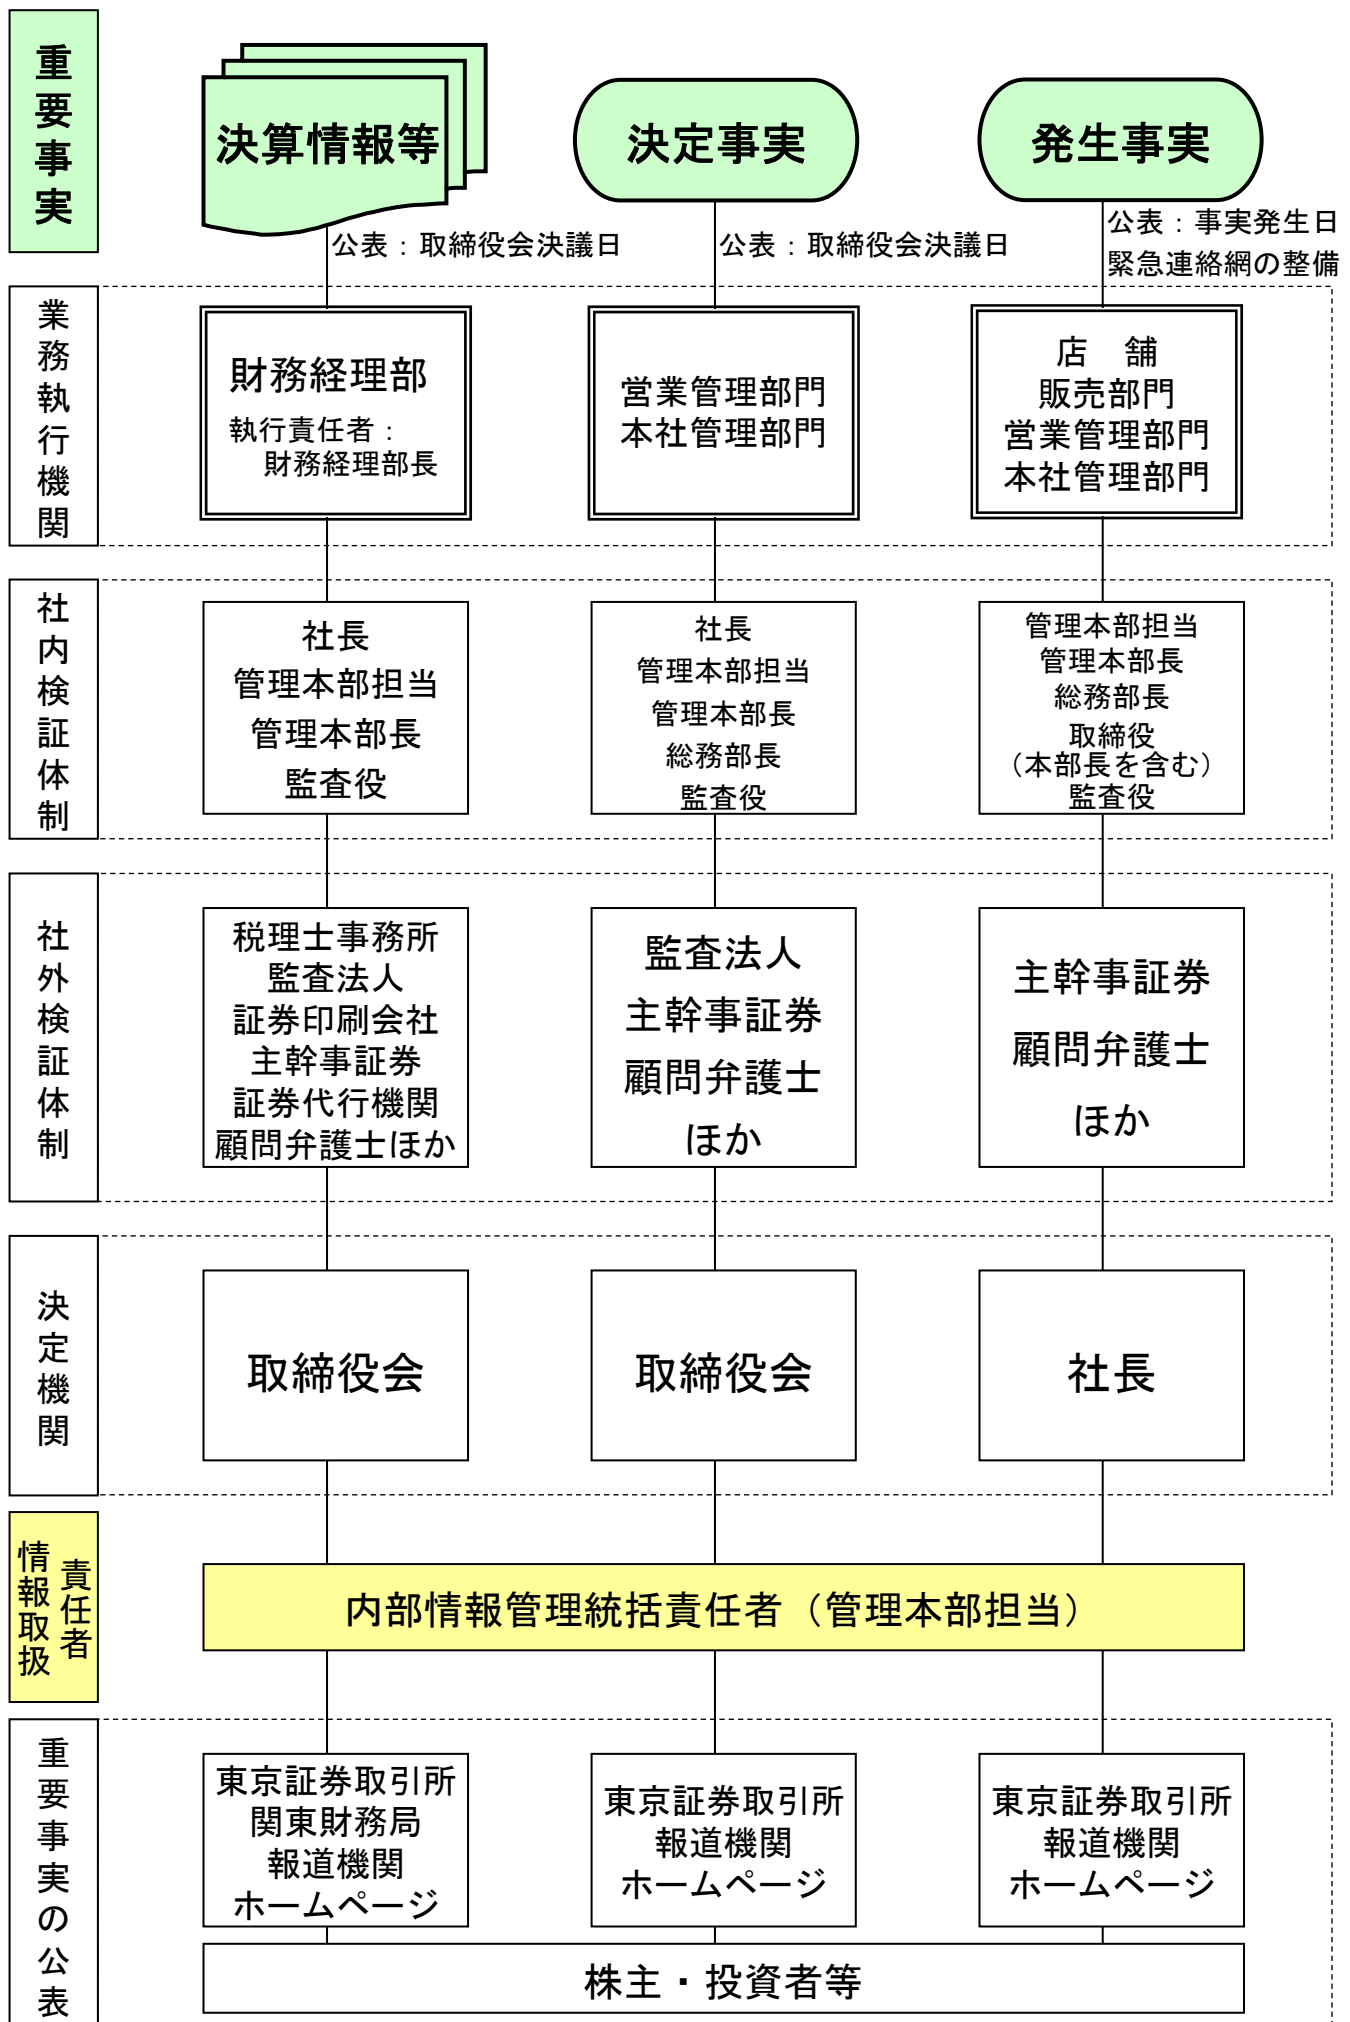 重要事実
決算情報等
決定事実
発生事実
公表：取締役会決議日
公表：取締役会決議日
公表：事実発生日
緊急連絡網の整備
業務執行機関
財務経理部
執行責任者：
財務経理部長
営業管理部門
本社管理部門
店　舗
販売部門
営業管理部門
本社管理部門
社内検証体制
社長
管理本部担当
管理本部長
監査役
社長
管理本部担当
管理本部長
総務部長
監査役
管理本部担当
管理本部長
総務部長
取締役
（本部長を含む）
監査役
社外検証体制
税理士事務所
監査法人
証券印刷会社
主幹事証券
証券代行機関
顧問弁護士ほか
監査法人
主幹事証券
顧問弁護士
ほか
主幹事証券
顧問弁護士
ほか
決定機関
取締役会
取締役会
社長
情報取扱
責任者
内部情報管理統括責任者（管理本部担当）
重要事実の公表
東京証券取引所
関東財務局
報道機関
ホームページ
東京証券取引所
報道機関
ホームページ
東京証券取引所
報道機関
ホームページ
株主・投資者等